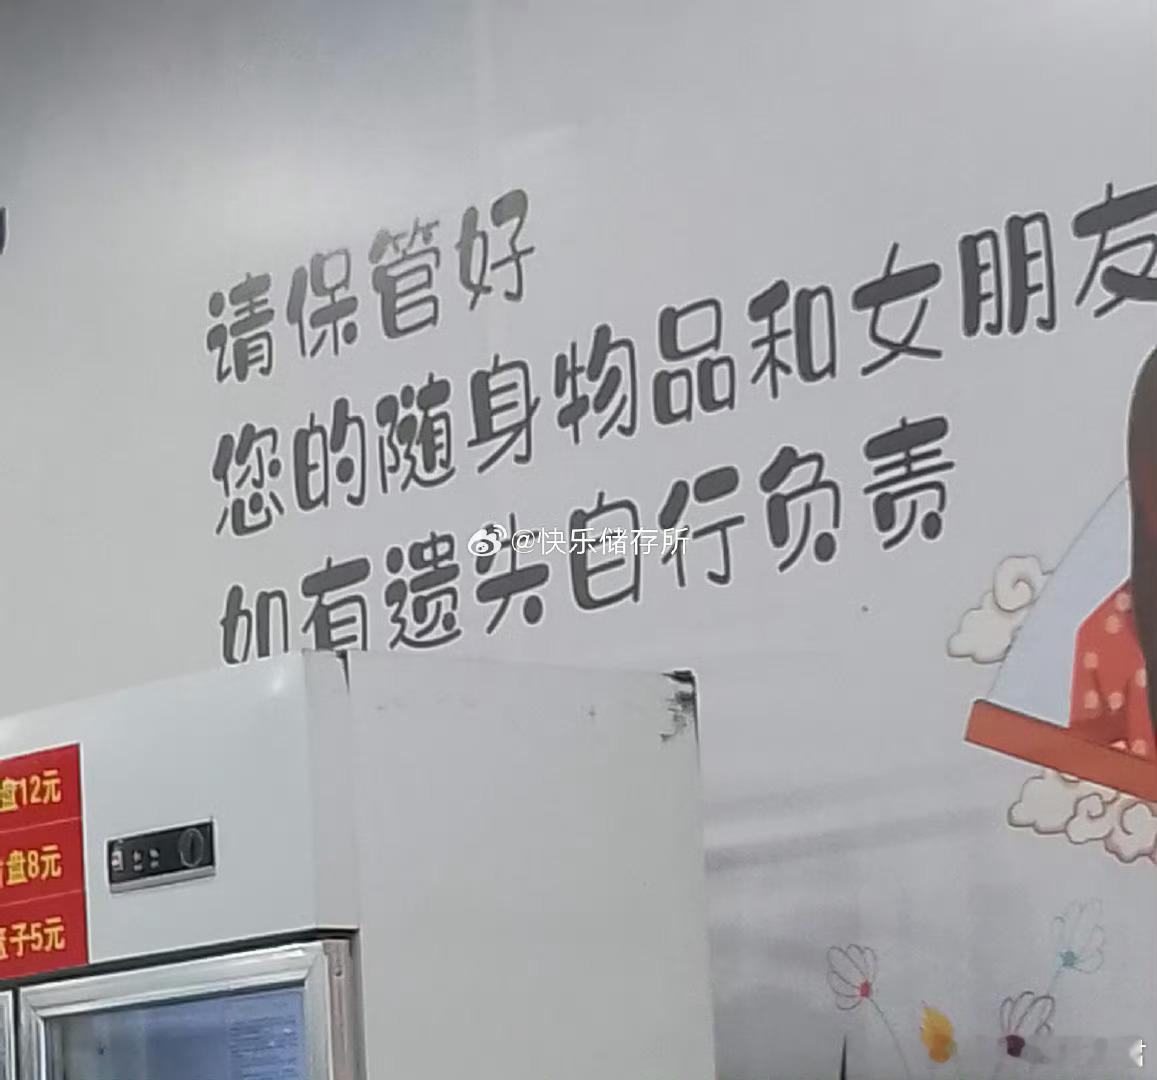 请保管好
您的随身物品和女朋友
如有遗失自行负责
@快乐储存所
盘12元
盘8元
子5元